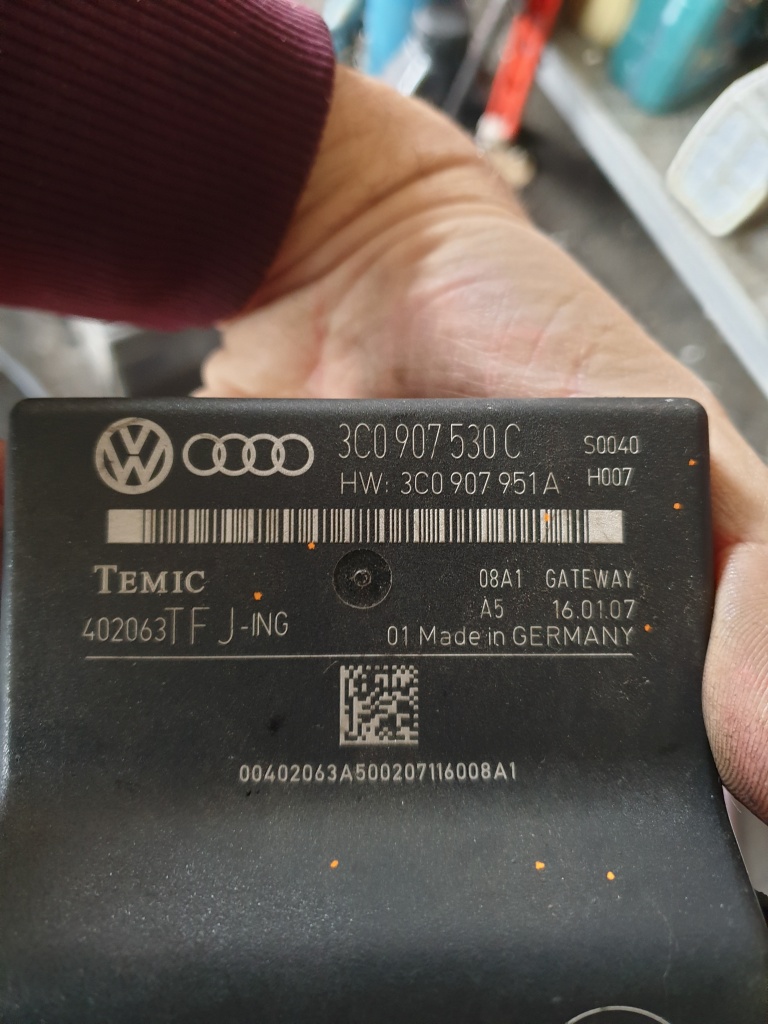 3C0 907 530 C
S0040
HW: 3C0 907 951 A
H007
TEMIC
08A1 GATEWAY
A5 16.01.07
402063TFJ-ING
01 Made in GERMANY
00402063A500207116008A1